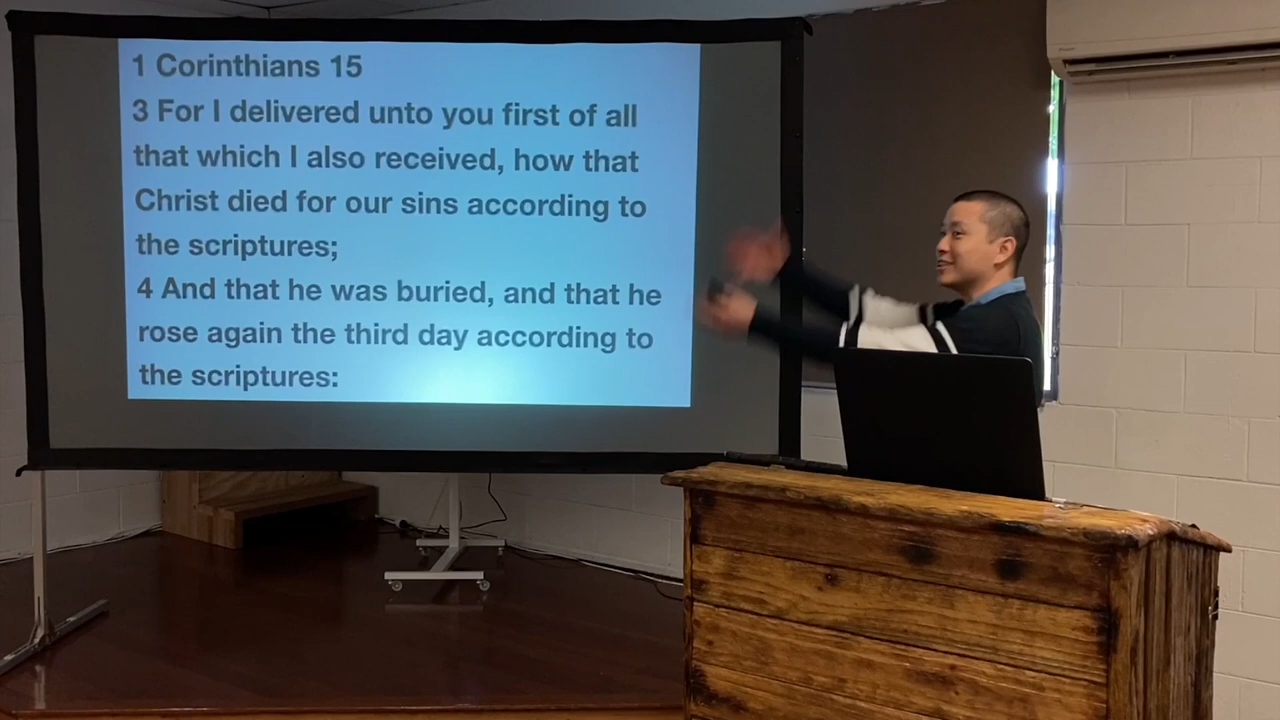 1 Corinthians 15
3 For I delivered unto you first of all
that which I also received, how that
Christ died for our sins according to
the scriptures;
4 And that he was buried, and that he
rose again the third day according to
the scriptures: